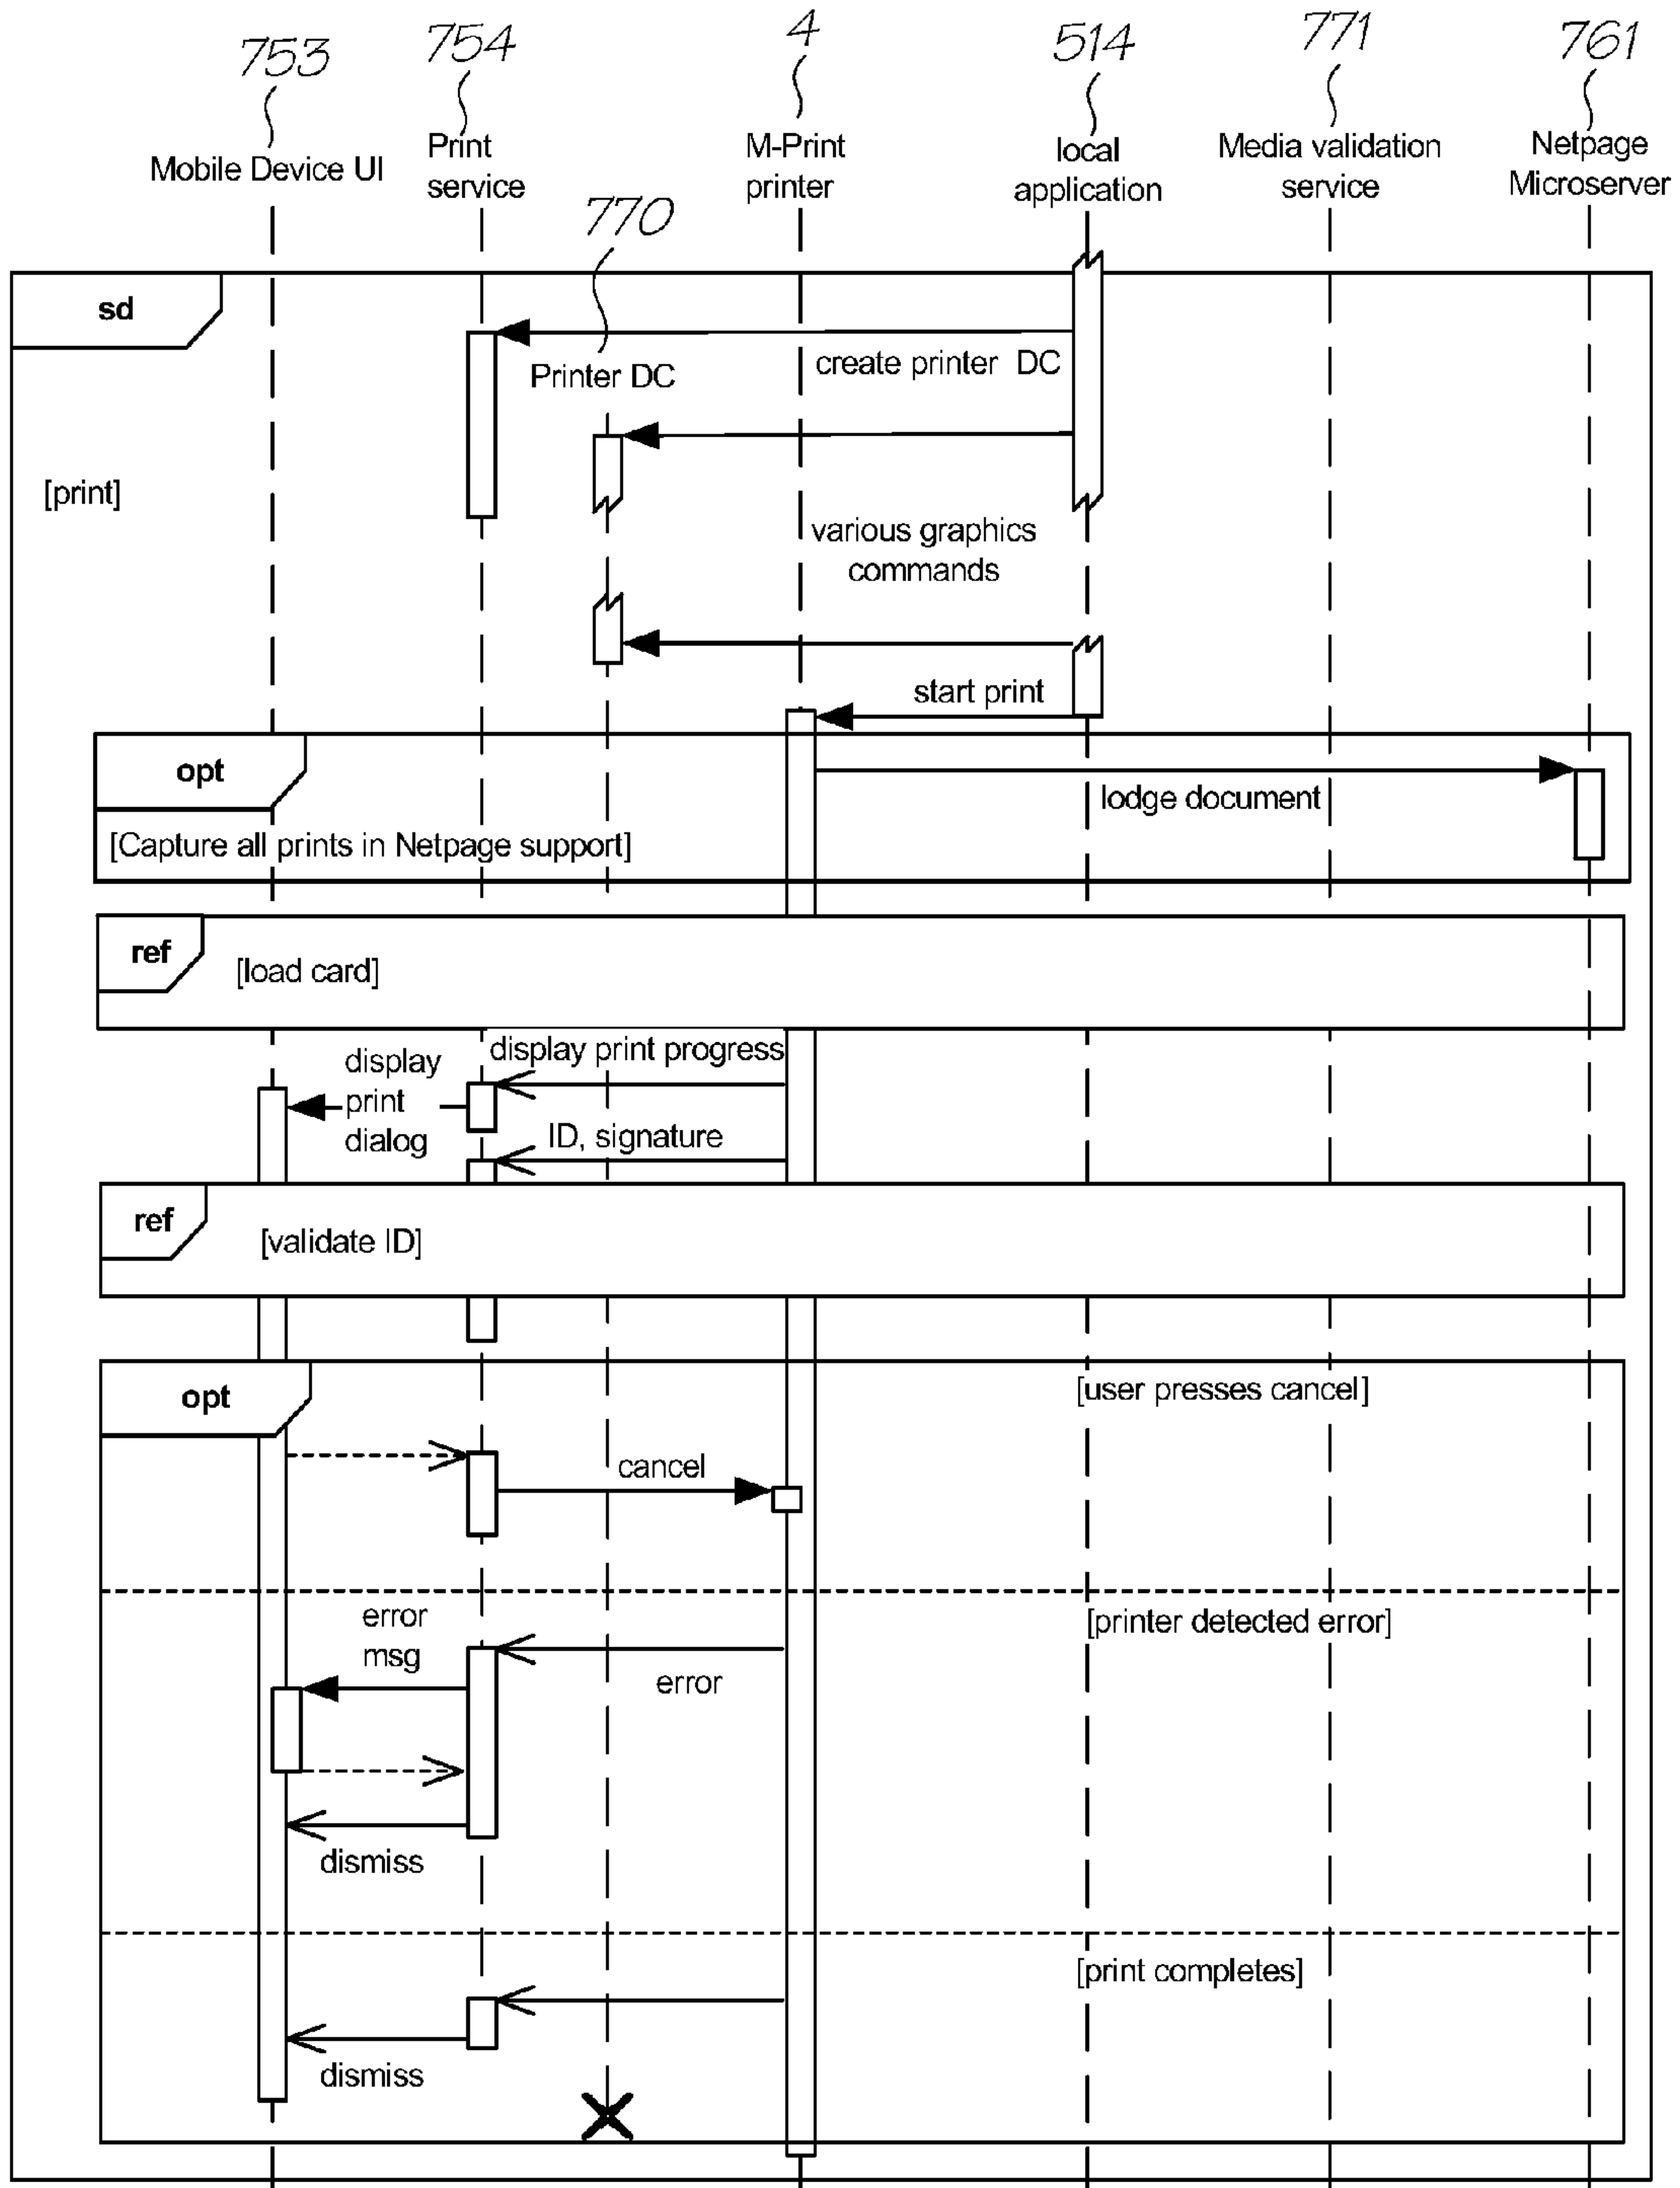 753
754
4
514
771
761
Mobile Device UI
Print
service
M-Print
printer
local
application
Media validation
service
Netpage
Microserver
770
sd
Printer DC
create printer DC
[print]
various graphics
commands
start print
opt
lodge document
[Capture all prints in Netpage support]
ref
[load card]
display print progress
display
print
dialog
ID, signature
ref
[validate ID]
opt
[user presses cancel]
cancel
error
msg
[printer detected error]
error
dismiss
[print completes]
dismiss